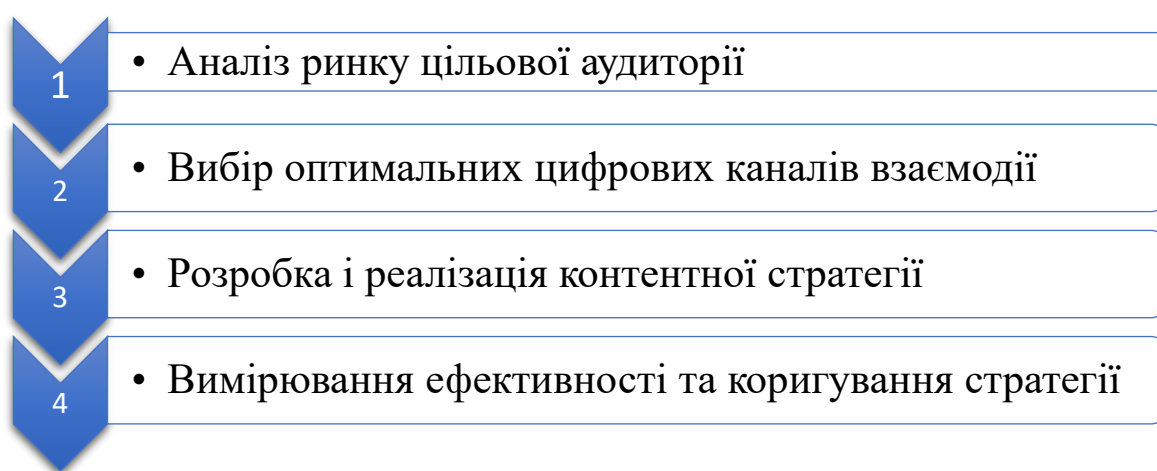 1
• Аналіз ринку цільової аудиторії
2
• Вибір оптимальних цифрових каналів взаємодії
3
• Розробка і реалізація контентної стратегії
4
• Вимірювання ефективності та коригування стратегії